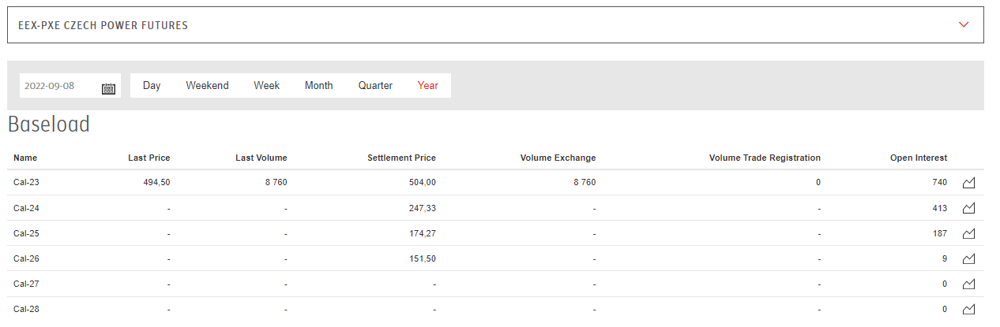 EEX-PXE CZECH POWER FUTURES
2022-09-08 Day Weekend Week Month Quarter Year
Baseload
Name Last Price Last Volume Settlement Price Volume Exchange Volume Trade Registration Open Interest
Cal-23 494,50 8 760 504,00 8 760 0 740
Cal-24 - - 247,33 - - 413
Cal-25 - - 174,27 - - 187
Cal-26 - - 151,50 - - 9
Cal-27 - - - - - 0
Cal-28 - - - - - 0